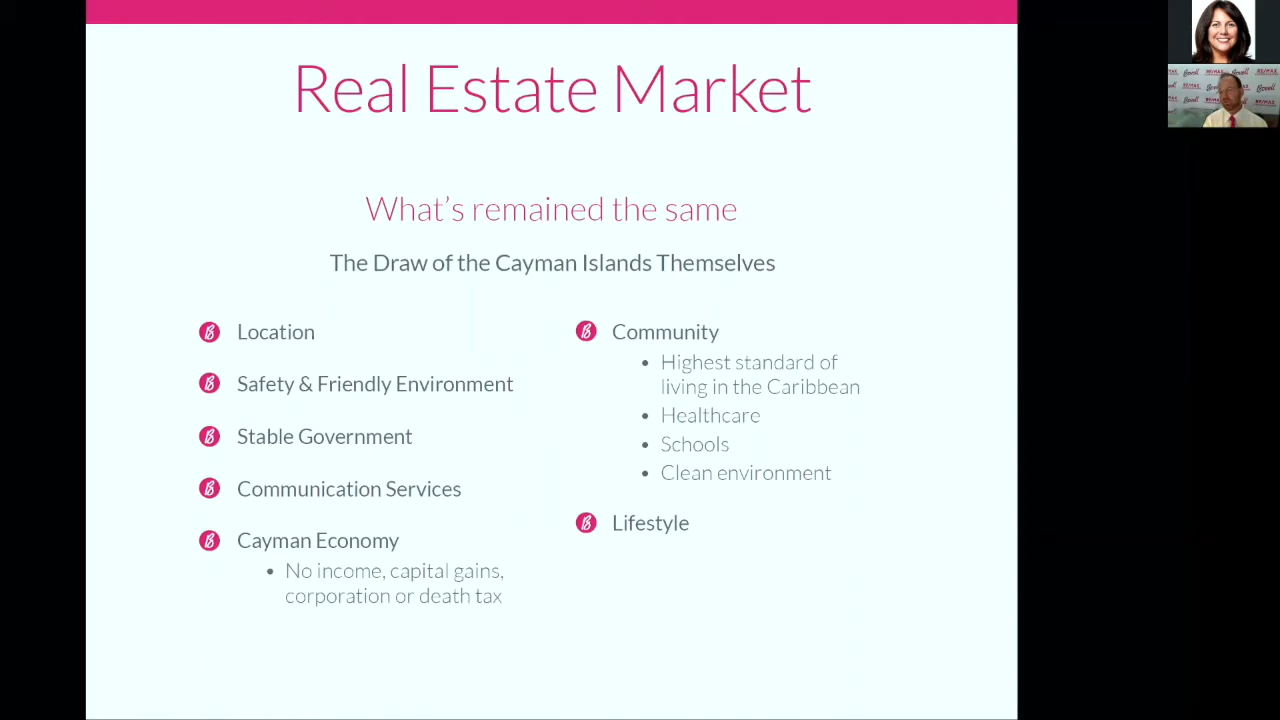 Real Estate Market
What's remained the same
The Draw of the Cayman Islands Themselves
Location
Safety & Friendly Environment
Stable Government
Communication Services
Cayman Economy
• No income, capital gains,
corporation or death tax
Community
• Highest standard of
living in the Caribbean
• Healthcare
• Schools
• Clean environment
Lifestyle